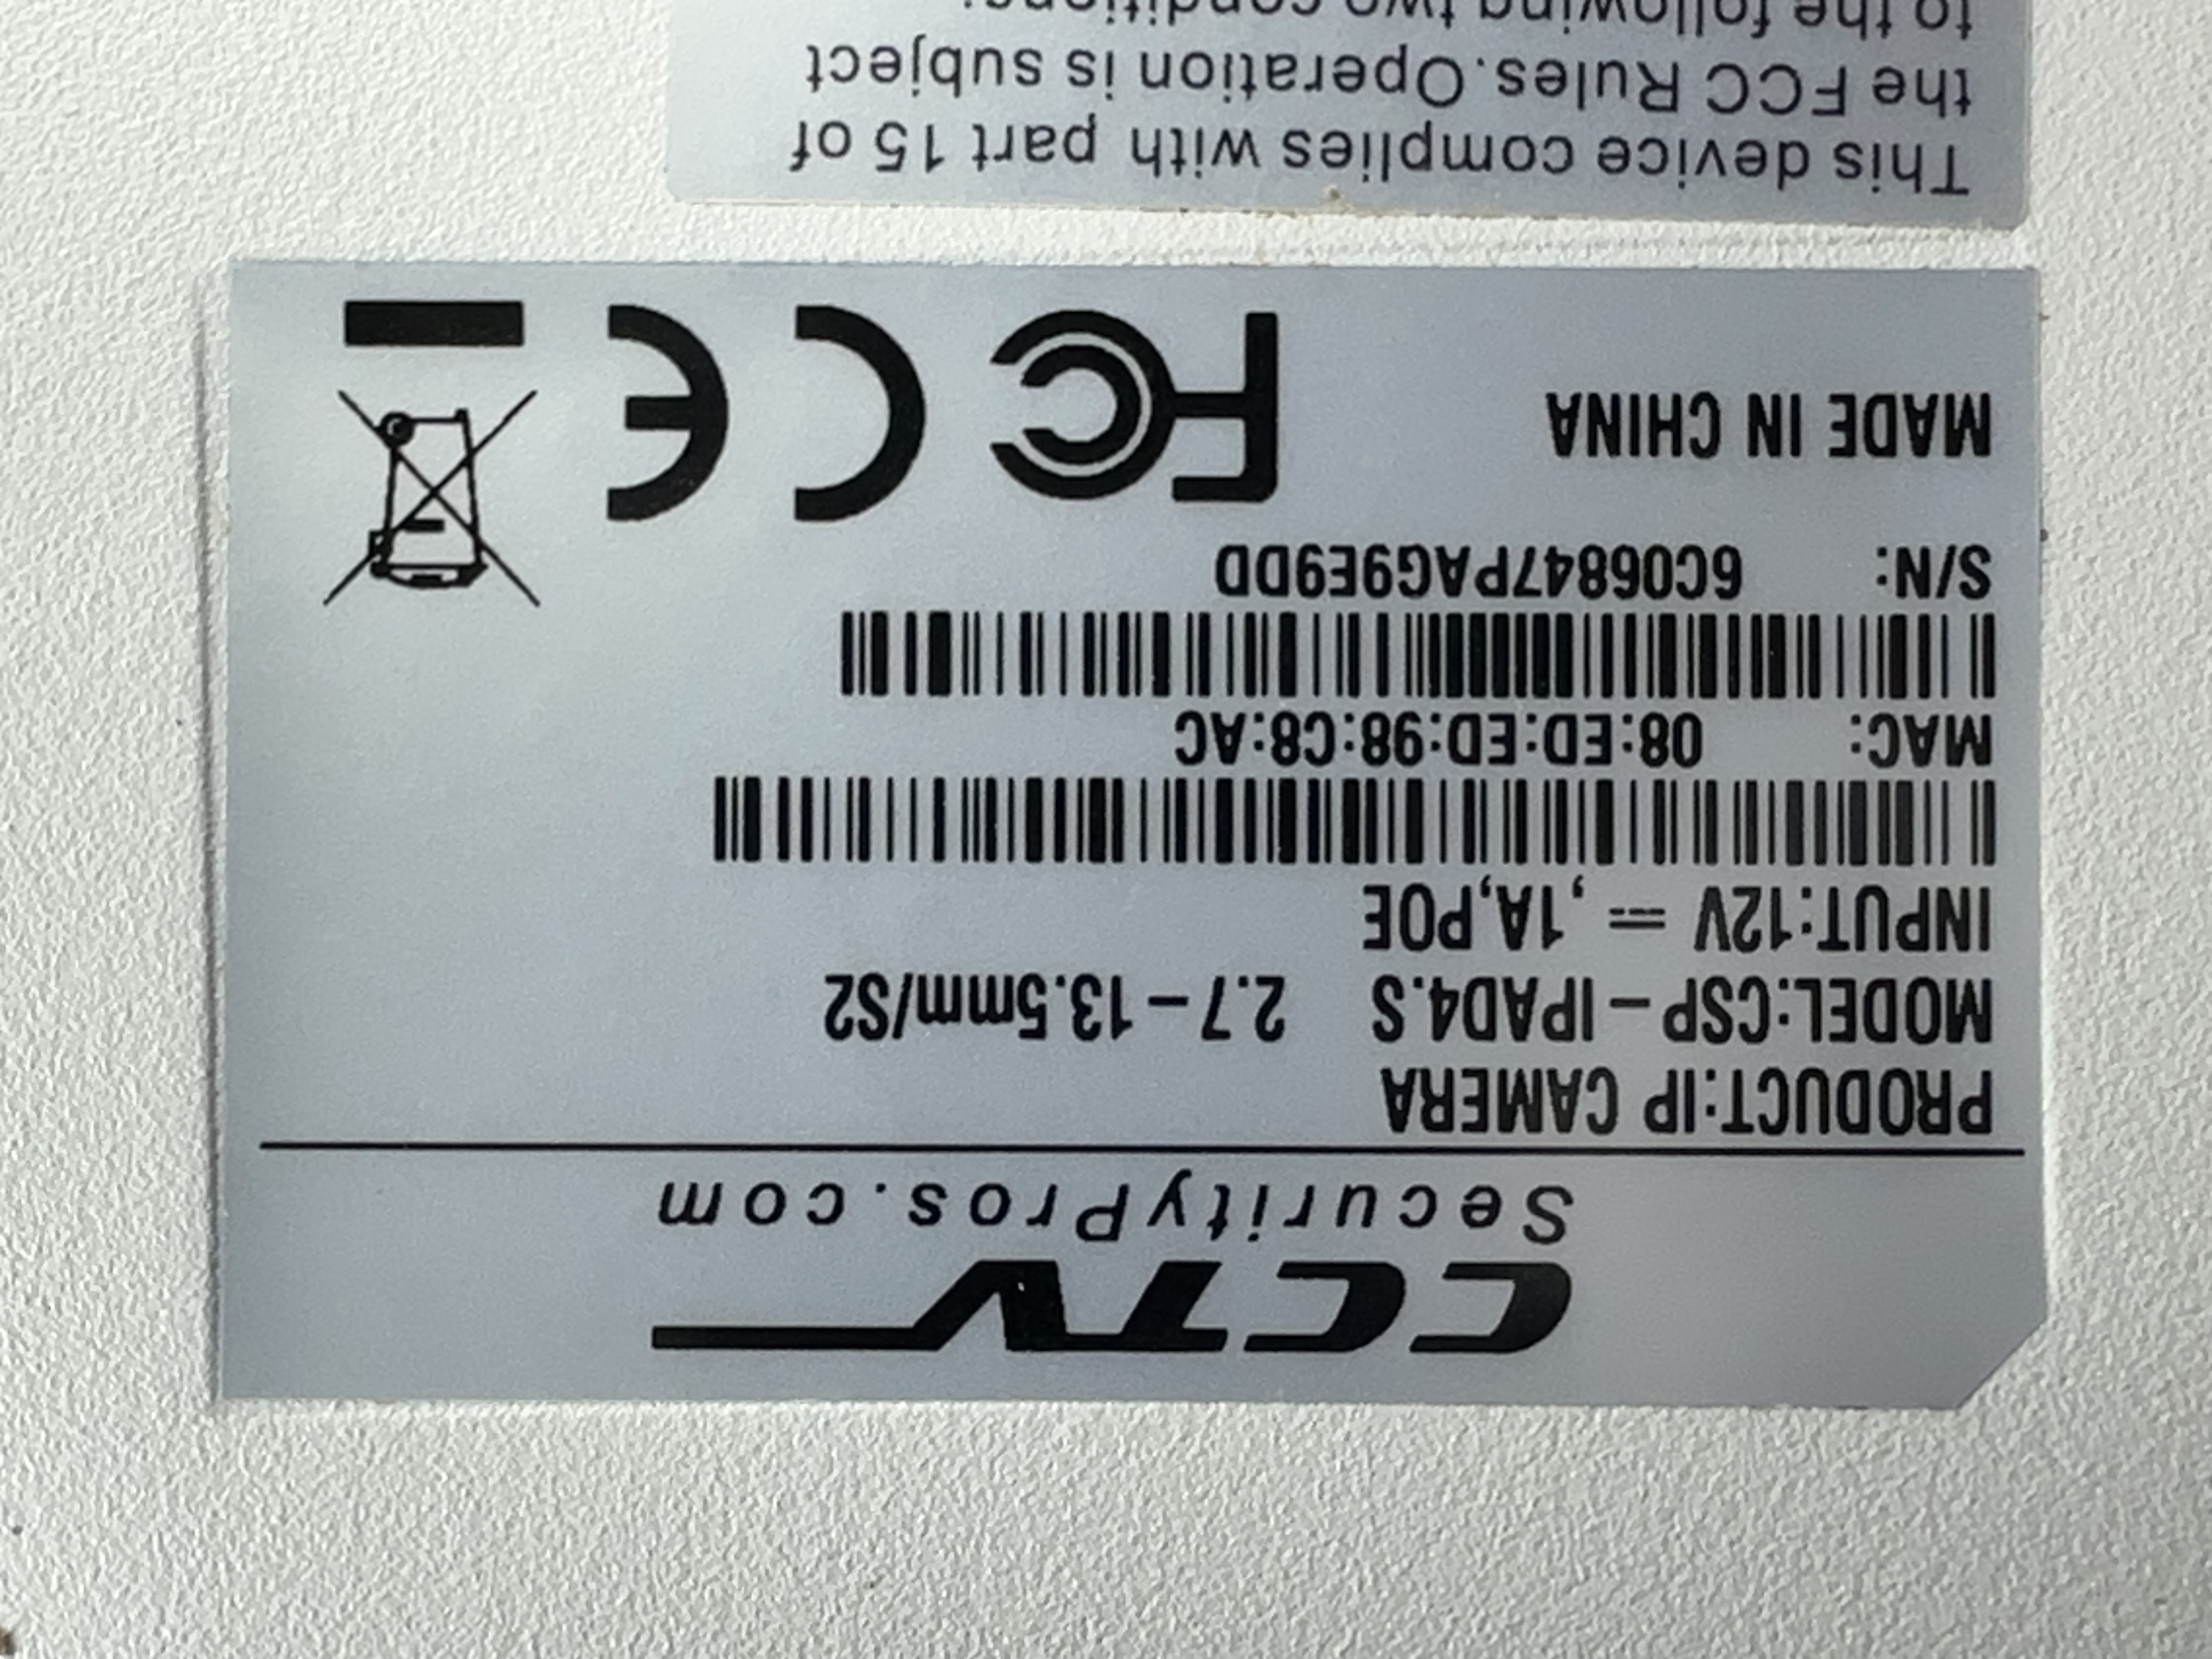 CCTV
SecurityPros.com
PRODUCT:IP CAMERA
MODEL:CSP-IPAD4.S 2.7-13.5mm/S2
INPUT:12V ⎓ ,1A,POE
MAC: 08:ED:ED:98:C8:AC
S/N: 6C06847PAG9E9DD
MADE IN CHINA
FC CE
This device complies with part 15 of
the FCC Rules.Operation is subject
to the following two conditions: